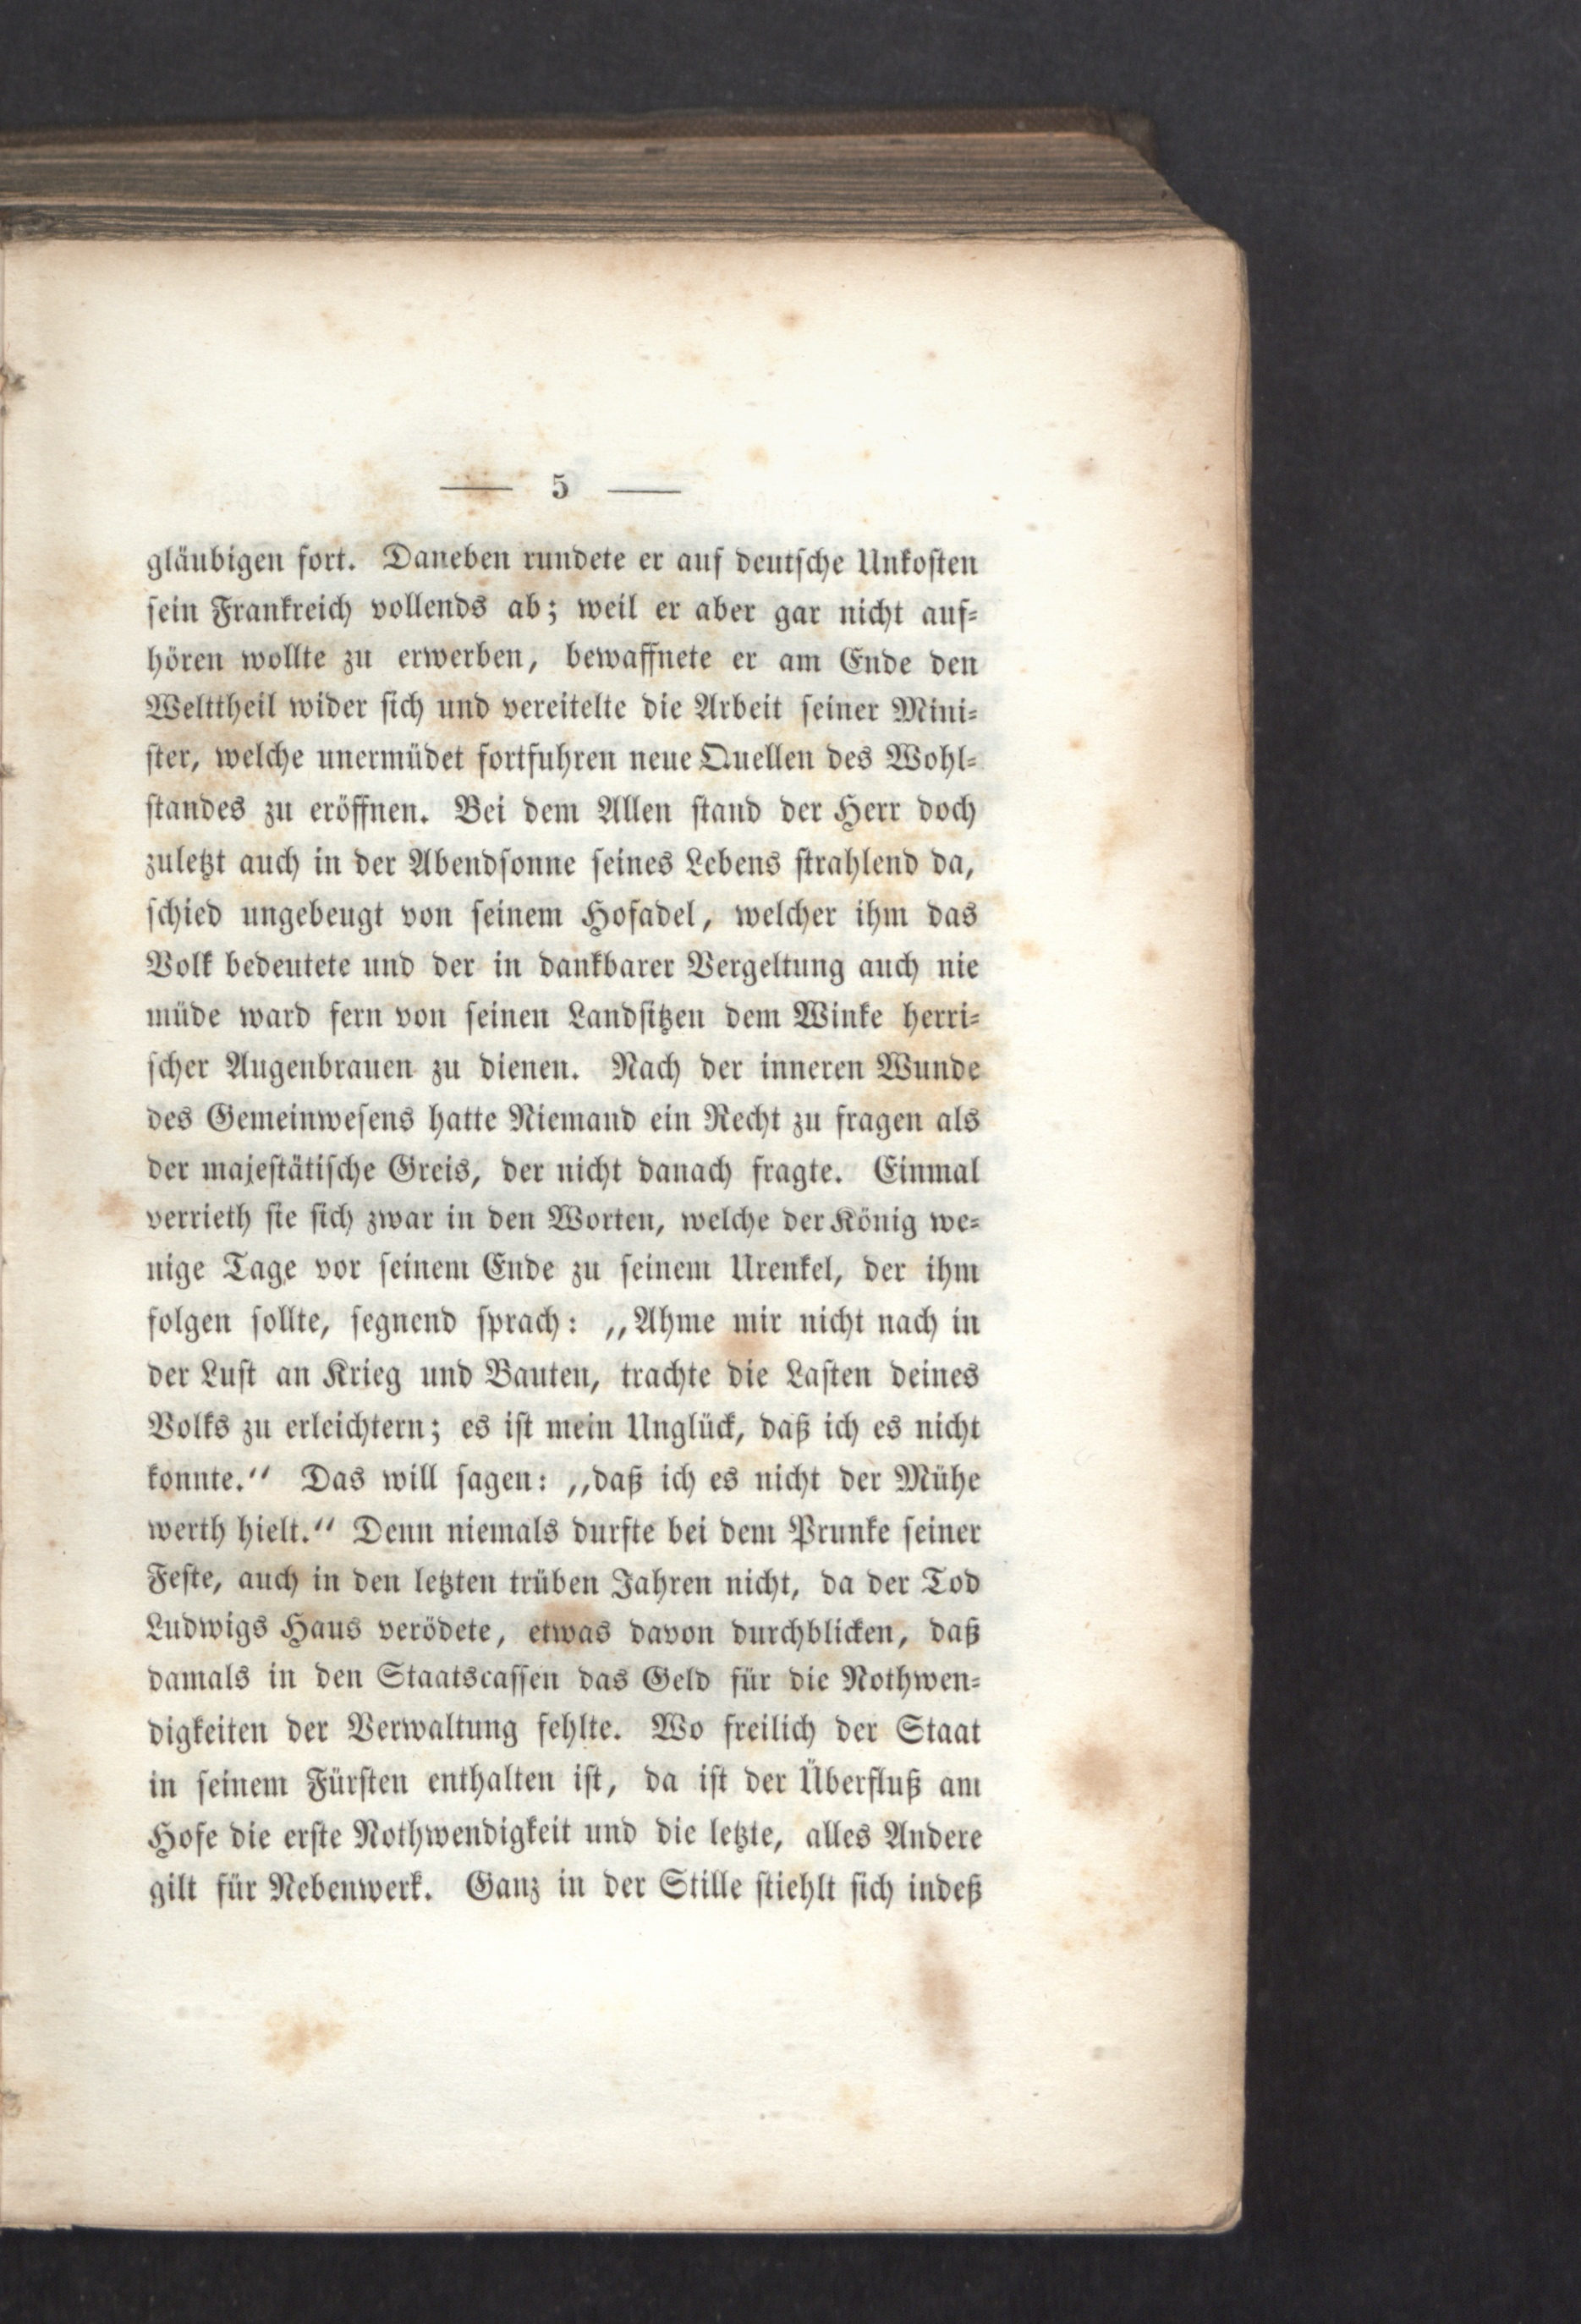 — 5 —
gläubigen fort. Daneben rundete er auf deutsche Unkosten
sein Frankreich vollends ab; weil er aber gar nicht auf-
hören wollte zu erwerben, bewaffnete er am Ende den
Welttheil wider sich und vereitelte die Arbeit seiner Mini-
ster, welche unermüdet fortfuhren neue Quellen des Wohl-
standes zu eröffnen. Bei dem Allen stand der Herr doch
zuletzt auch in der Abendsonne seines Lebens strahlend da,
schied ungebeugt von seinem Hofadel, welcher ihm das
Volk bedeutete und der in dankbarer Vergeltung auch nie
müde ward fern von seinen Landsitzen dem Winke herri-
scher Augenbrauen zu dienen. Nach der inneren Wunde
des Gemeinwesens hatte Niemand ein Recht zu fragen als
der majestätische Greis, der nicht danach fragte. Einmal
verrieth sie sich zwar in den Worten, welche der König we-
nige Tage vor seinem Ende zu seinem Urenkel, der ihm
folgen sollte, segnend sprach: „Ahme mir nicht nach in
der Lust an Krieg und Bauten, trachte die Lasten deines
Volks zu erleichtern; es ist mein Unglück, daß ich es nicht
konnte.“ Das will sagen: „daß ich es nicht der Mühe
werth hielt.“ Denn niemals durfte bei dem Prunke seiner
Feste, auch in den letzten trüben Jahren nicht, da der Tod
Ludwigs Haus verödete, etwas davon durchblicken, daß
damals in den Staatscassen das Geld für die Nothwen-
digkeiten der Verwaltung fehlte. Wo freilich der Staat
in seinem Fürsten enthalten ist, da ist der Überfluß am
Hofe die erste Nothwendigkeit und die letzte, alles Andere
gilt für Nebenwerk. Ganz in der Stille stiehlt sich indeß